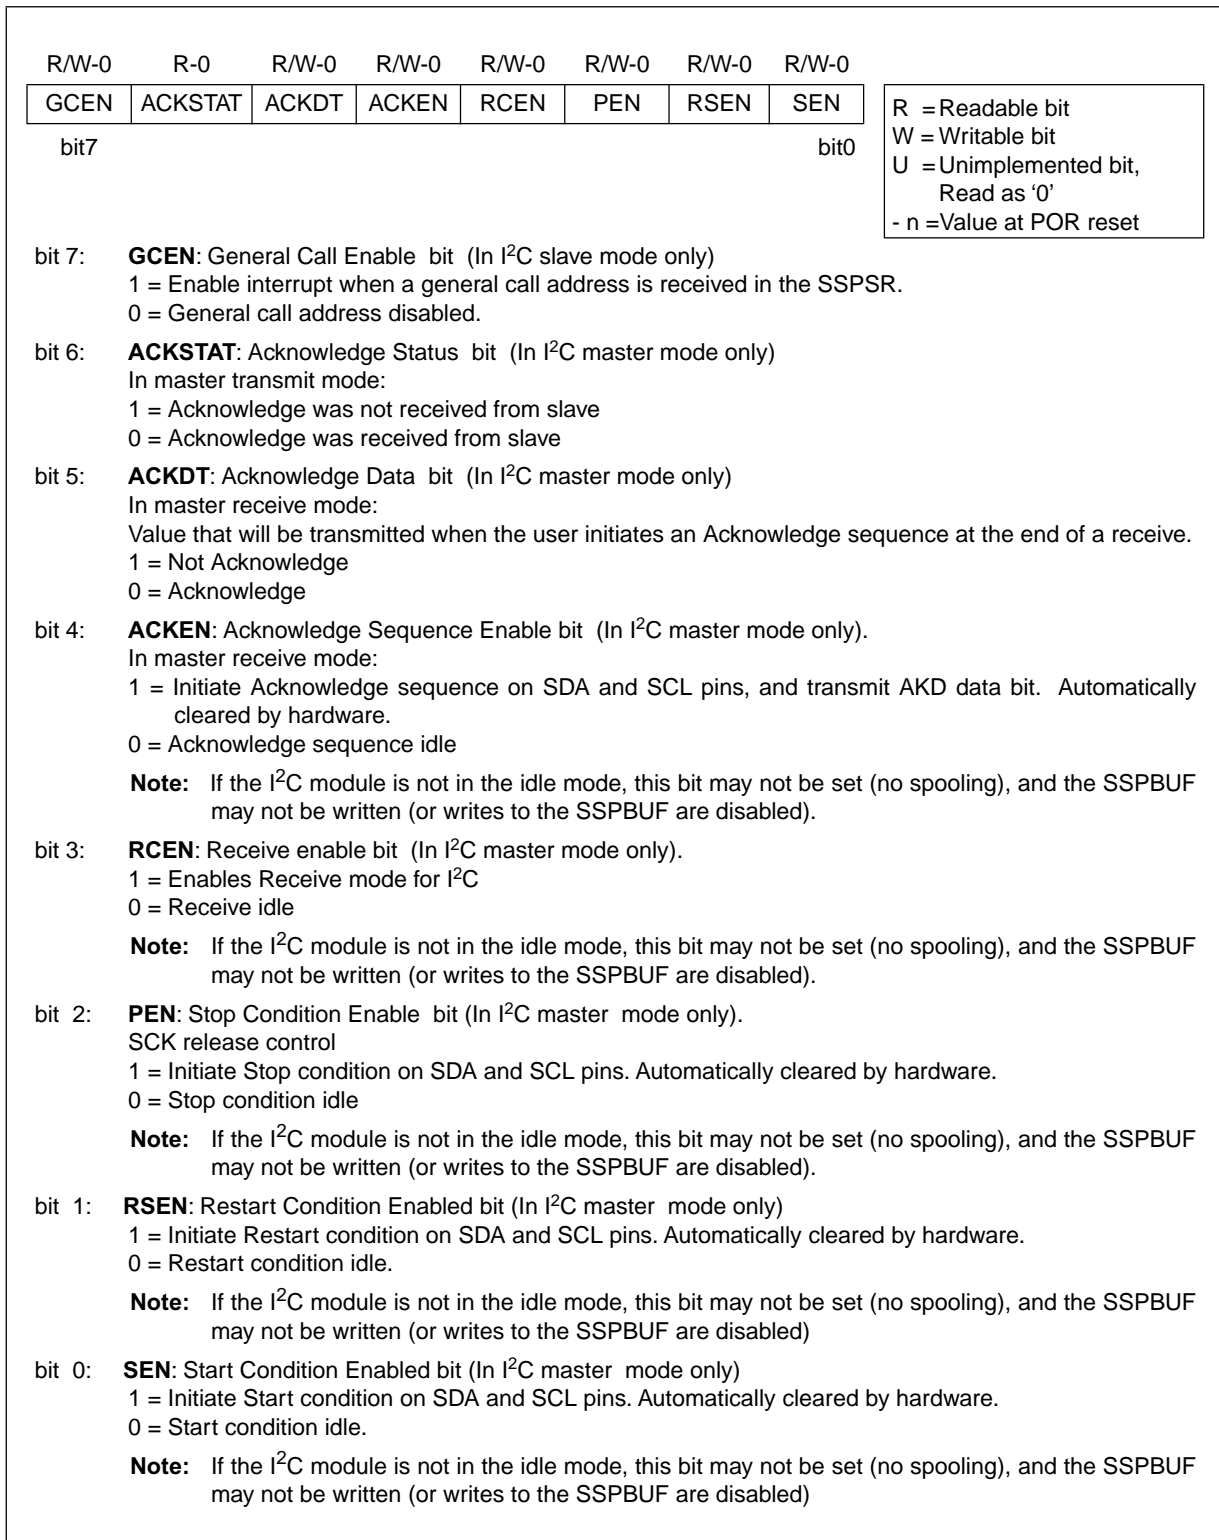 R/W-0 R-0 R/W-0 R/W-0 R/W-0 R/W-0 R/W-0 R/W-0
GCEN ACKSTAT ACKDT ACKEN RCEN PEN RSEN SEN
bit7 bit0
R =Readable bit
W =Writable bit
U =Unimplemented bit,
Read as ‘0’
- n =Value at POR reset
bit 7: GCEN: General Call Enable bit (In I²C slave mode only)
1 = Enable interrupt when a general call address is received in the SSPSR.
0 = General call address disabled.
bit 6: ACKSTAT: Acknowledge Status bit (In I²C master mode only)
In master transmit mode:
1 = Acknowledge was not received from slave
0 = Acknowledge was received from slave
bit 5: ACKDT: Acknowledge Data bit (In I²C master mode only)
In master receive mode:
Value that will be transmitted when the user initiates an Acknowledge sequence at the end of a receive.
1 = Not Acknowledge
0 = Acknowledge
bit 4: ACKEN: Acknowledge Sequence Enable bit (In I²C master mode only).
In master receive mode:
1 = Initiate Acknowledge sequence on SDA and SCL pins, and transmit AKD data bit. Automatically
cleared by hardware.
0 = Acknowledge sequence idle
Note: If the I²C module is not in the idle mode, this bit may not be set (no spooling), and the SSPBUF
may not be written (or writes to the SSPBUF are disabled).
bit 3: RCEN: Receive enable bit (In I²C master mode only).
1 = Enables Receive mode for I²C
0 = Receive idle
Note: If the I²C module is not in the idle mode, this bit may not be set (no spooling), and the SSPBUF
may not be written (or writes to the SSPBUF are disabled).
bit 2: PEN: Stop Condition Enable bit (In I²C master mode only).
SCK release control
1 = Initiate Stop condition on SDA and SCL pins. Automatically cleared by hardware.
0 = Stop condition idle
Note: If the I²C module is not in the idle mode, this bit may not be set (no spooling), and the SSPBUF
may not be written (or writes to the SSPBUF are disabled).
bit 1: RSEN: Restart Condition Enabled bit (In I²C master mode only)
1 = Initiate Restart condition on SDA and SCL pins. Automatically cleared by hardware.
0 = Restart condition idle.
Note: If the I²C module is not in the idle mode, this bit may not be set (no spooling), and the SSPBUF
may not be written (or writes to the SSPBUF are disabled)
bit 0: SEN: Start Condition Enabled bit (In I²C master mode only)
1 = Initiate Start condition on SDA and SCL pins. Automatically cleared by hardware.
0 = Start condition idle.
Note: If the I²C module is not in the idle mode, this bit may not be set (no spooling), and the SSPBUF
may not be written (or writes to the SSPBUF are disabled)